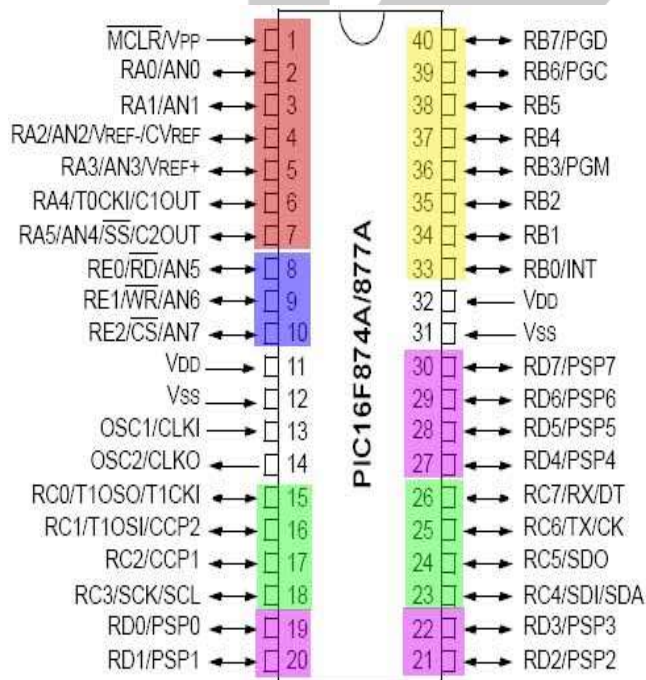 MCLR/VPP 1 40 RB7/PGD
RA0/AN0 2 39 RB6/PGC
RA1/AN1 3 38 RB5
RA2/AN2/VREF-/CVREF 4 37 RB4
RA3/AN3/VREF+ 5 36 RB3/PGM
RA4/T0CKI/C1OUT 6 35 RB2
RA5/AN4/SS/C2OUT 7 34 RB1
RE0/RD/AN5 8 33 RB0/INT
RE1/WR/AN6 9 32 VDD
RE2/CS/AN7 10 31 VSS
VDD 11 30 RD7/PSP7
VSS 12 29 RD6/PSP6
OSC1/CLKI 13 28 RD5/PSP5
OSC2/CLKO 14 27 RD4/PSP4
RC0/T1OSO/T1CKI 15 26 RC7/RX/DT
RC1/T1OSI/CCP2 16 25 RC6/TX/CK
RC2/CCP1 17 24 RC5/SDO
RC3/SCK/SCL 18 23 RC4/SDI/SDA
RD0/PSP0 19 22 RD3/PSP3
RD1/PSP1 20 21 RD2/PSP2
PIC16F874A/877A